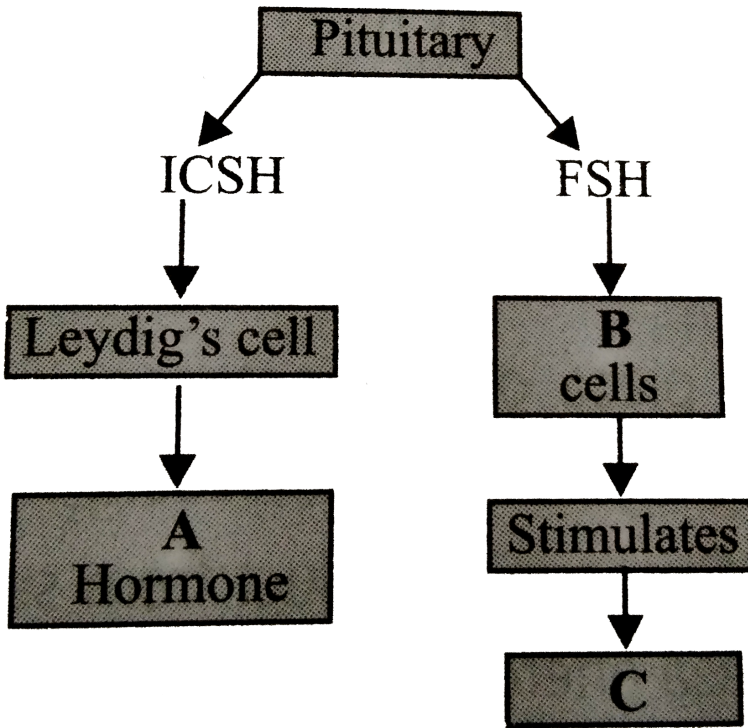 Pituitary
ICSH
FSH
Leydig's cell
B
cells
A
Hormone
Stimulates
C